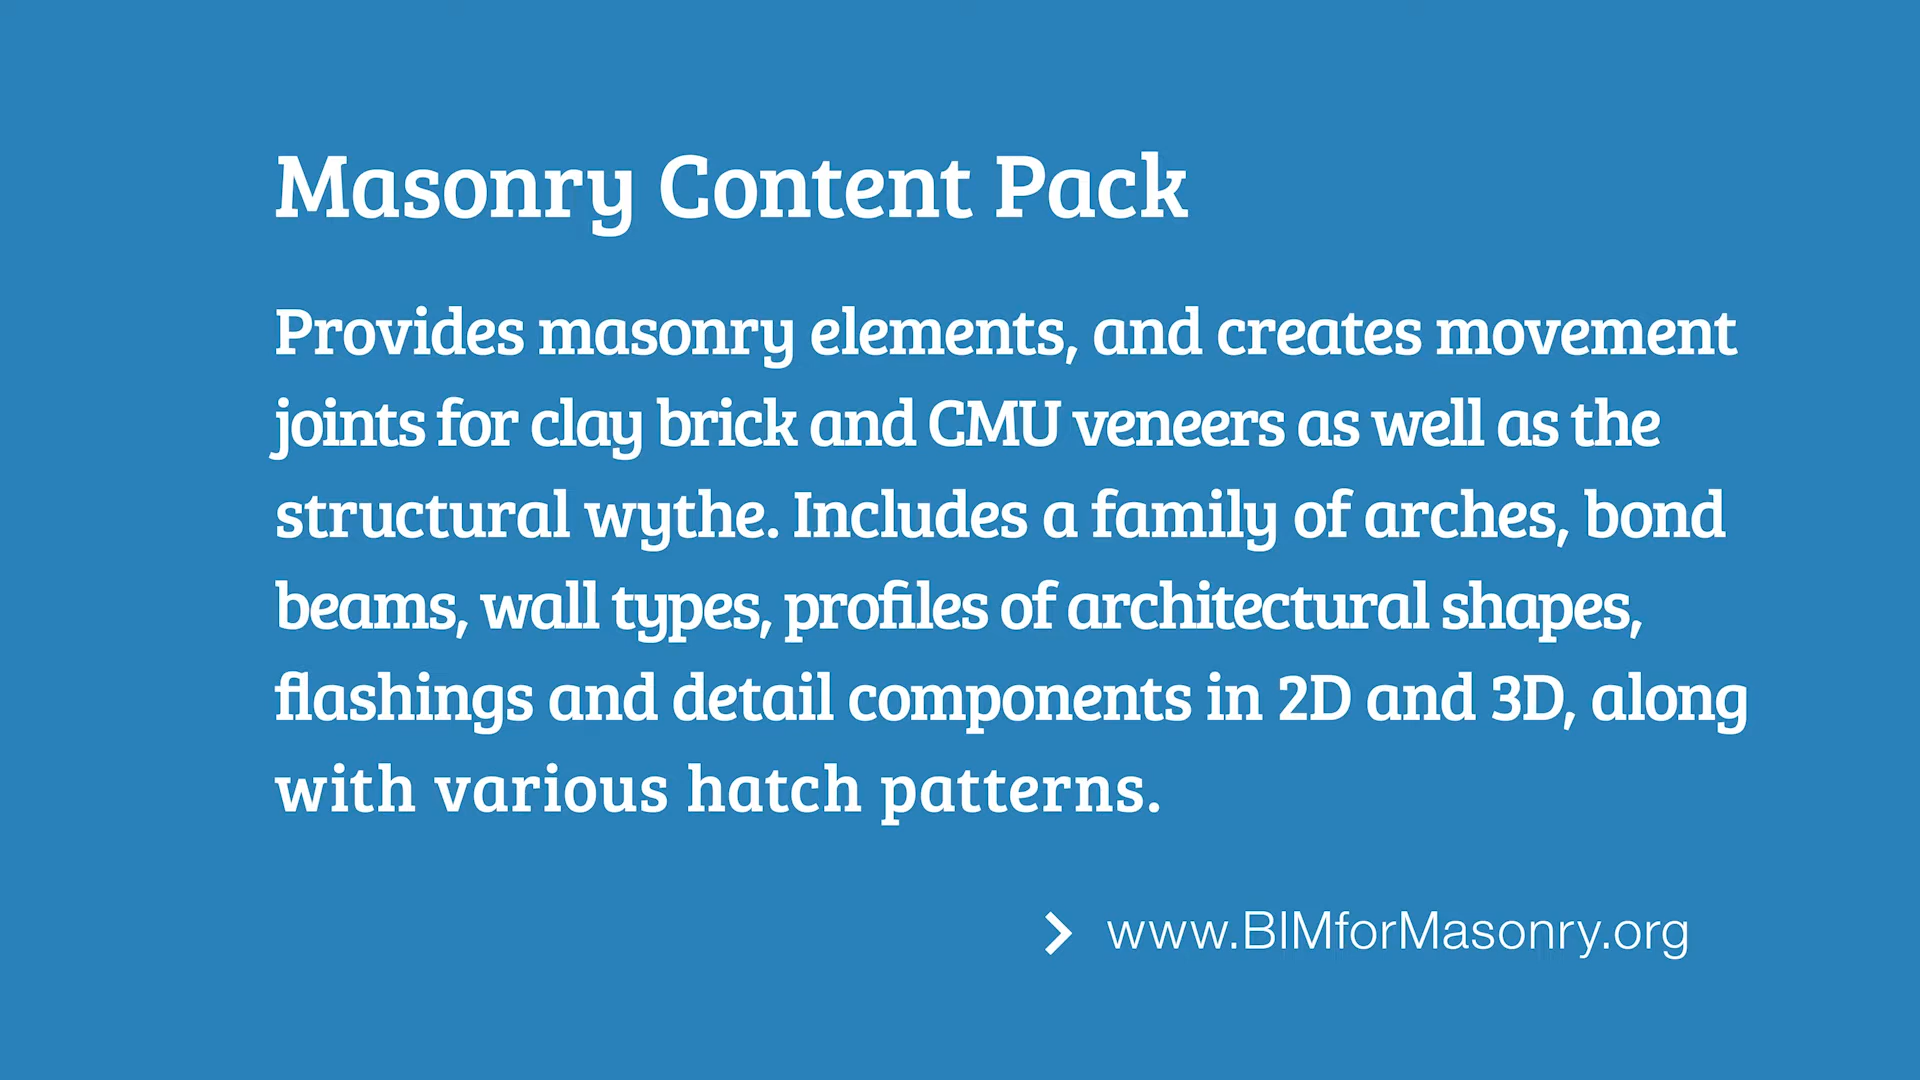 Masonry Content Pack
Provides masonry elements, and creates movement
joints for clay brick and CMU veneers as well as the
structural wythe. Includes a family of arches, bond
beams, wall types, profiles of architectural shapes,
flashings and detail components in 2D and 3D, along
with various hatch patterns.
www.BIMforMasonry.org